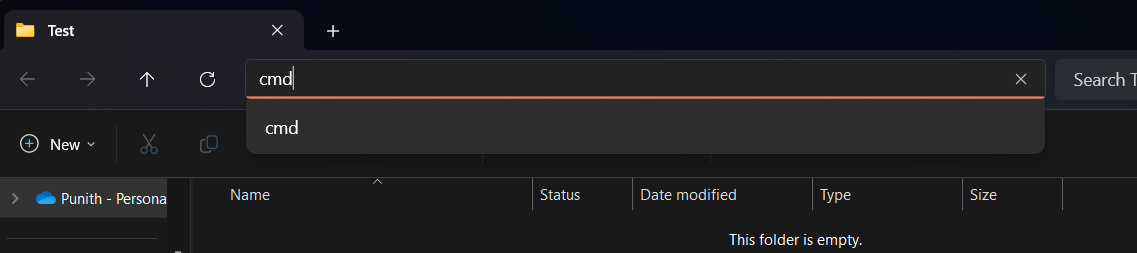 Test
cmd
Search T
cmd
New
Punith - Persona
Name Status Date modified Type Size
This folder is empty.